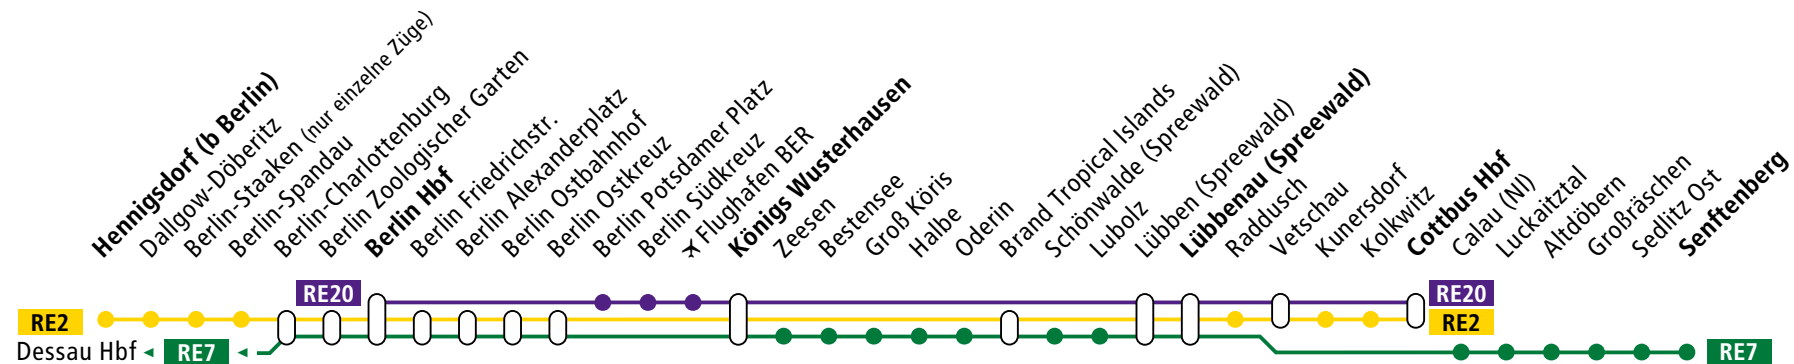 Hennigsdorf (b Berlin)
Dallgow-Döberitz
Berlin-Staaken (nur einzelne Züge)
Berlin-Spandau
Berlin-Charlottenburg
Berlin Zoologischer Garten
Berlin Hbf
Berlin Friedrichstr.
Berlin Alexanderplatz
Berlin Ostbahnhof
Berlin Ostkreuz
Berlin Potsdamer Platz
Berlin Südkreuz
Flughafen BER
Königs Wusterhausen
Zeesen
Bestensee
Groß Köris
Halbe
Oderin
Brand Tropical Islands
Schönwalde (Spreewald)
Lubolz
Lübben (Spreewald)
Lübbenau (Spreewald)
Raddusch
Vetschau
Kunersdorf
Kolkwitz
Cottbus Hbf
Calau (Nl)
Luckaitztal
Altdöbern
Großräschen
Sedlitz Ost
Senftenberg
RE20
RE20
RE2
RE2
Dessau Hbf
RE7
RE7